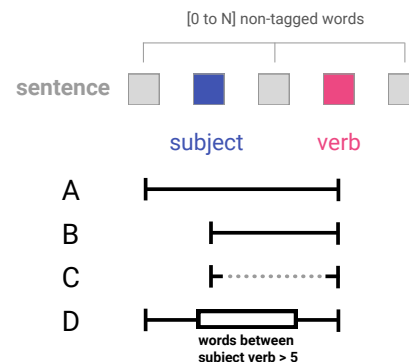 [0 to N] non-tagged words
sentence
subject verb
A
B
C
D
words between
subject verb > 5